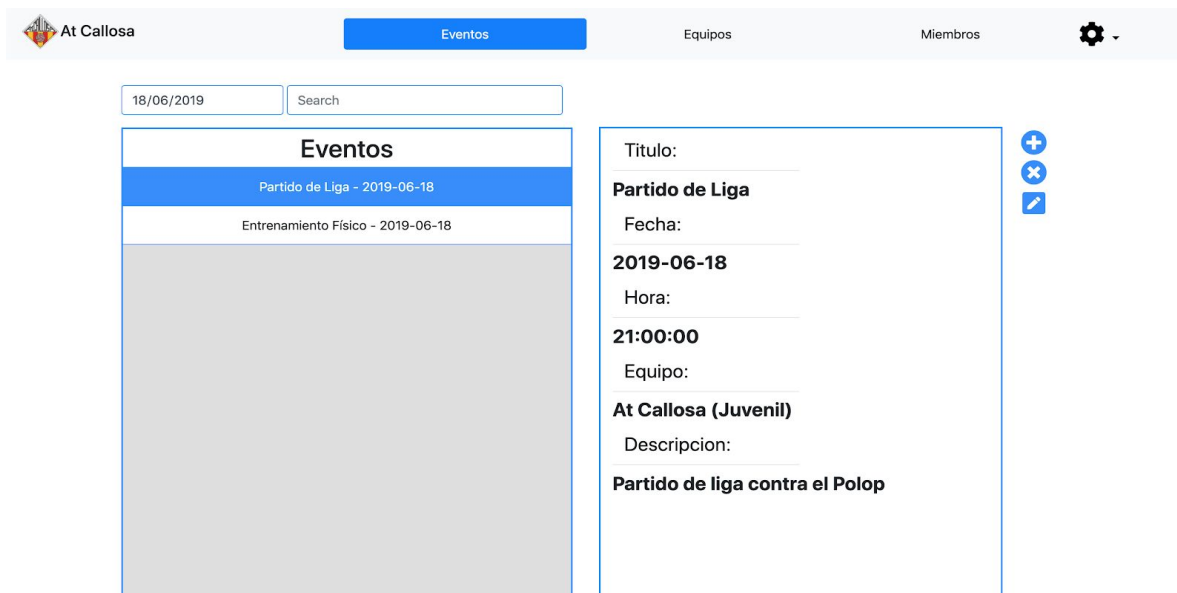 At Callosa
Eventos
Equipos
Miembros
18/06/2019
Search
Eventos
Partido de Liga - 2019-06-18
Entrenamiento Físico - 2019-06-18
Titulo:
Partido de Liga
Fecha:
2019-06-18
Hora:
21:00:00
Equipo:
At Callosa (Juvenil)
Descripcion:
Partido de liga contra el Polop